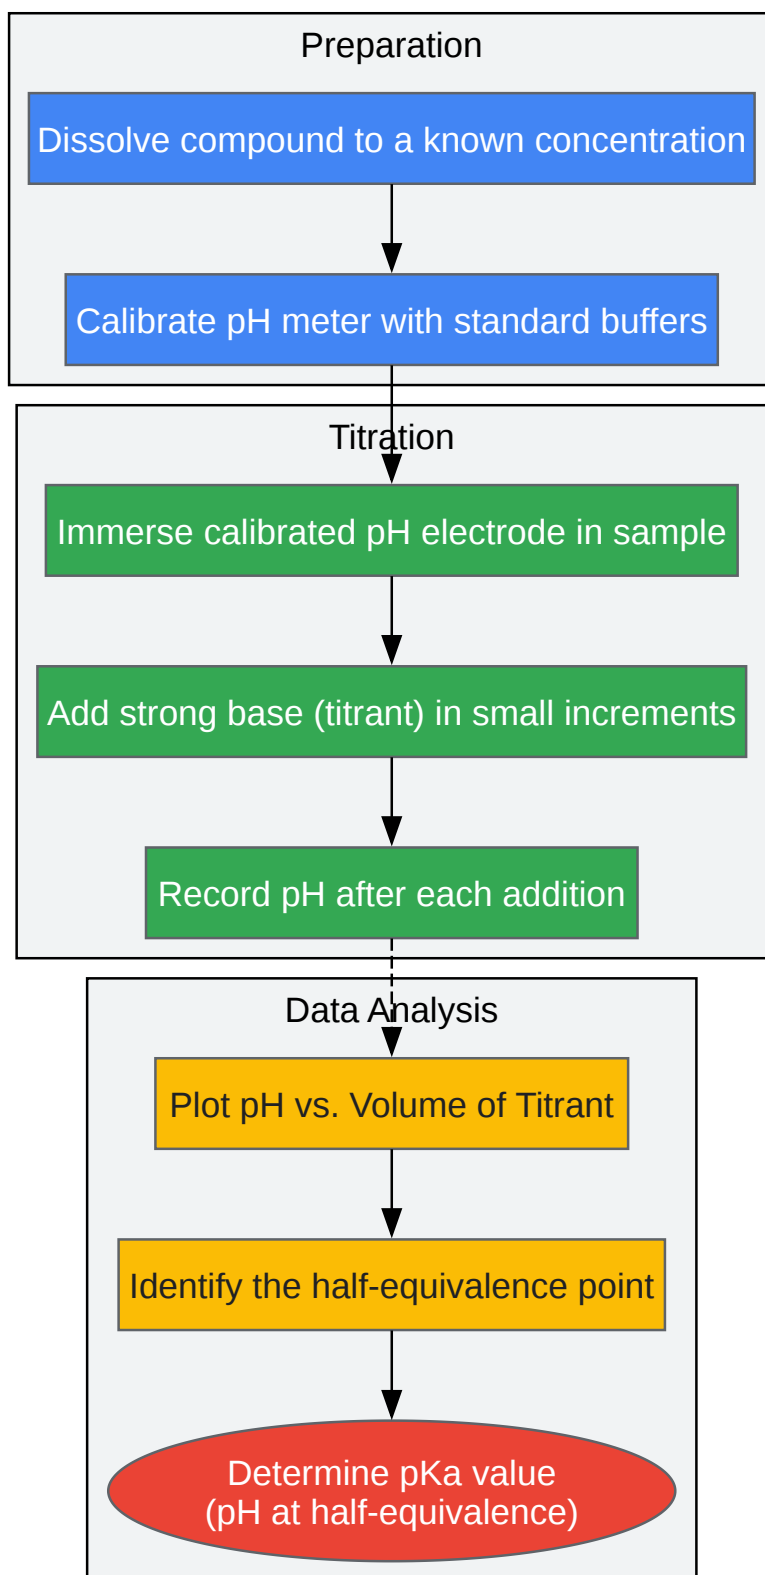 Preparation
Dissolve compound to a known concentration
Calibrate pH meter with standard buffers
Titration
Immerse calibrated pH electrode in sample
Add strong base (titrant) in small increments
Record pH after each addition
Data Analysis
Plot pH vs. Volume of Titrant
Identify the half-equivalence point
Determine pKa value
(pH at half-equivalence)